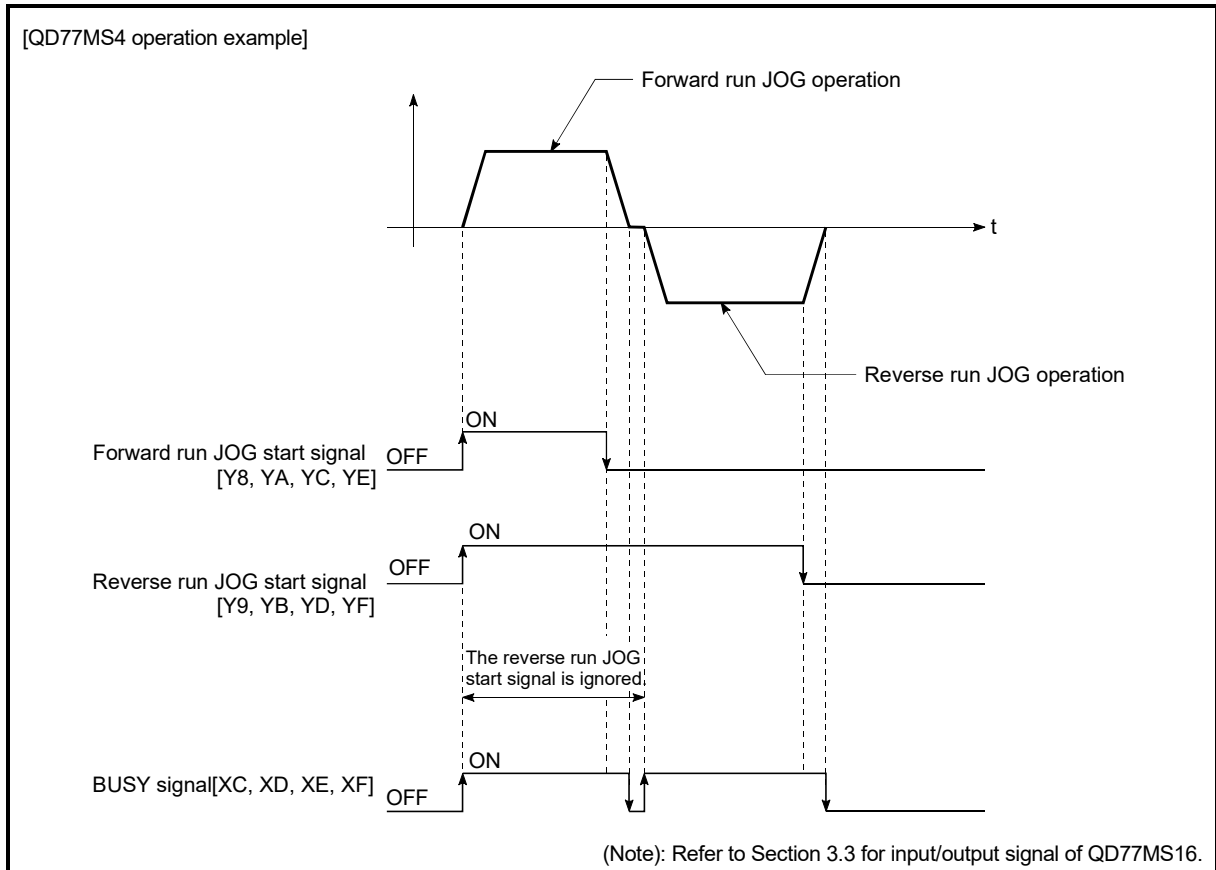 [QD77MS4 operation example]
Forward run JOG operation
t
Reverse run JOG operation
ON
Forward run JOG start signal
OFF
[Y8, YA, YC, YE]
ON
OFF
Reverse run JOG start signal
[Y9, YB, YD, YF]
The reverse run JOG
start signal is ignored.
ON
BUSY signal[XC, XD, XE, XF]
OFF
(Note): Refer to Section 3.3 for input/output signal of QD77MS16.